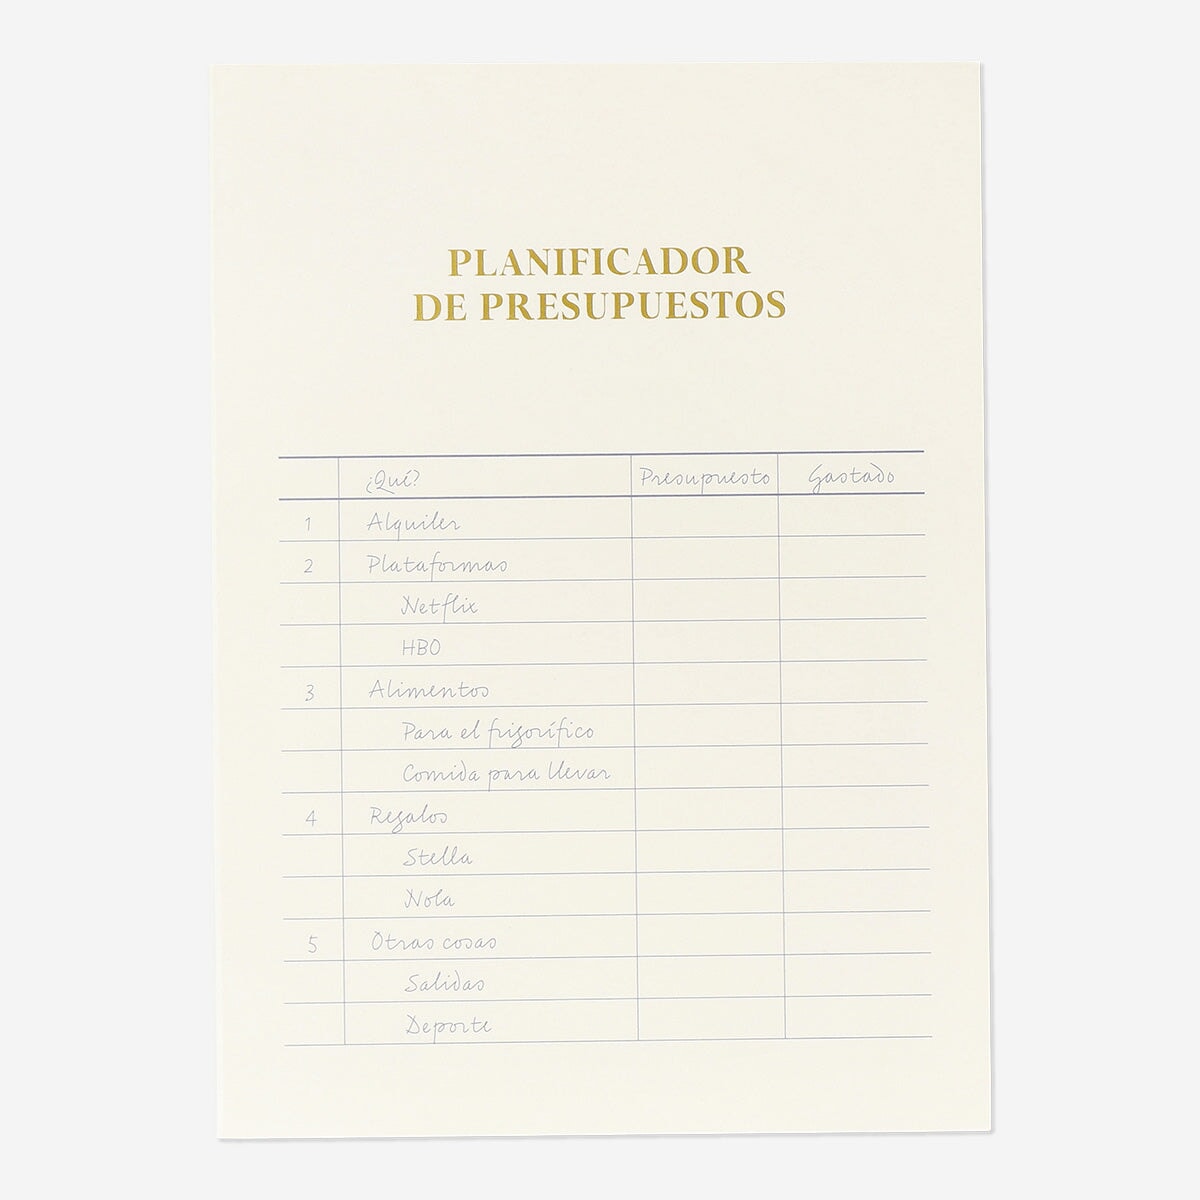 PLANIFICADOR
DE PRESUPUESTOS
¿Qué? Presupuesto Gastado
1 Alquiler
2 Plataformas
Netflix
HBO
3 Alimentos
Para el frigorífico
Comida para llevar
4 Regalos
Stella
Nola
5 Otras cosas
Salidas
Deporte